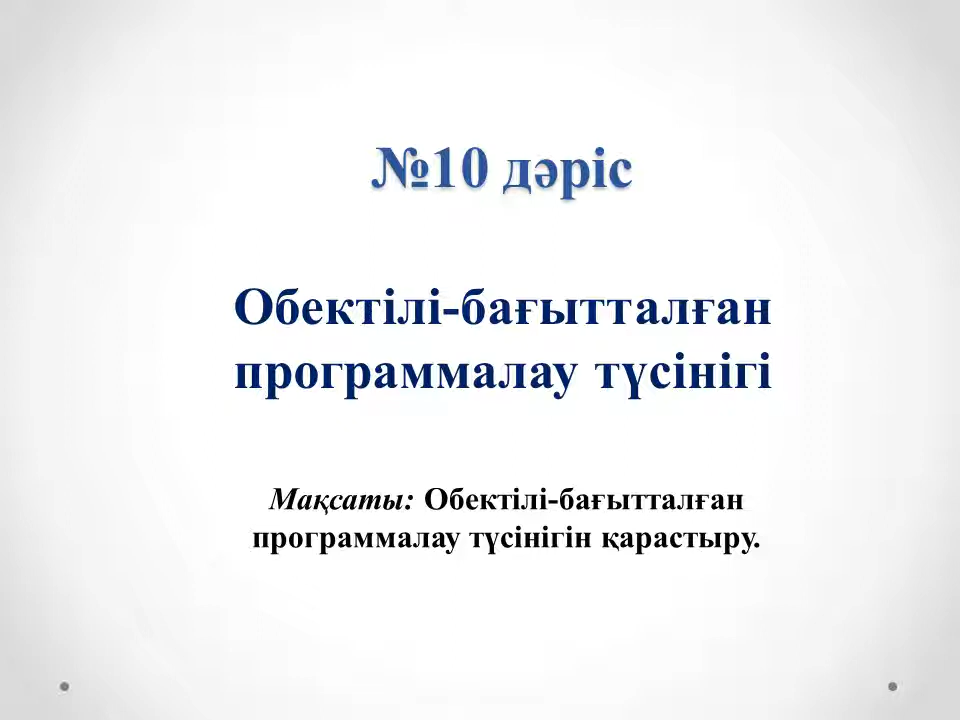 №10 дәріс
Обектілі-бағытталған
программалау түсінігі
Мақсаты: Обектілі-бағытталған
программалау түсінігін қарастыру.